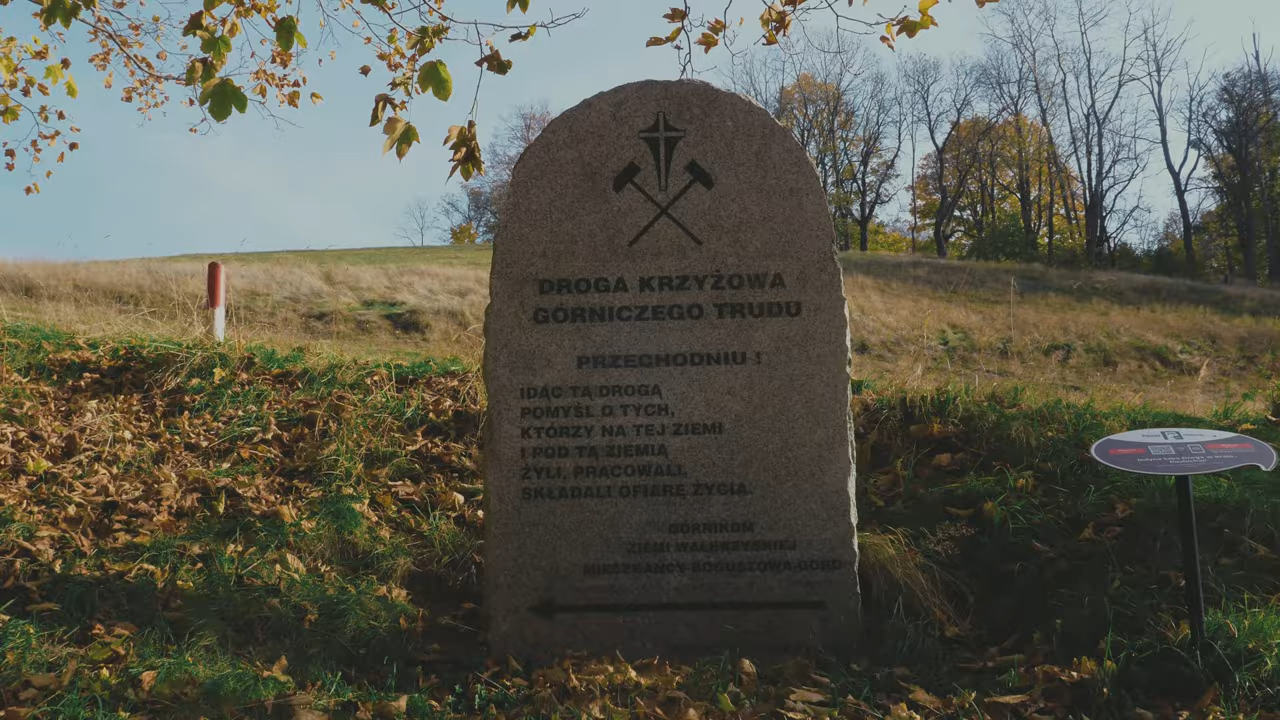 DROGA KRZYŻOWA
GÓRNICZEGO TRUDU
PRZECHODNIU !
IDĄC TĄ DROGĄ
POMYŚL O TYCH,
KTÓRZY NA TEJ ZIEMI
I POD TĄ ZIEMIĄ
ŻYLI, PRACOWALI,
SKŁADALI OFIARĘ ŻYCIA.
GÓRNIKOM
ZIEMI WAŁBRZYSKIEJ
MIESZKAŃCY BOGUSZOWA-GORC